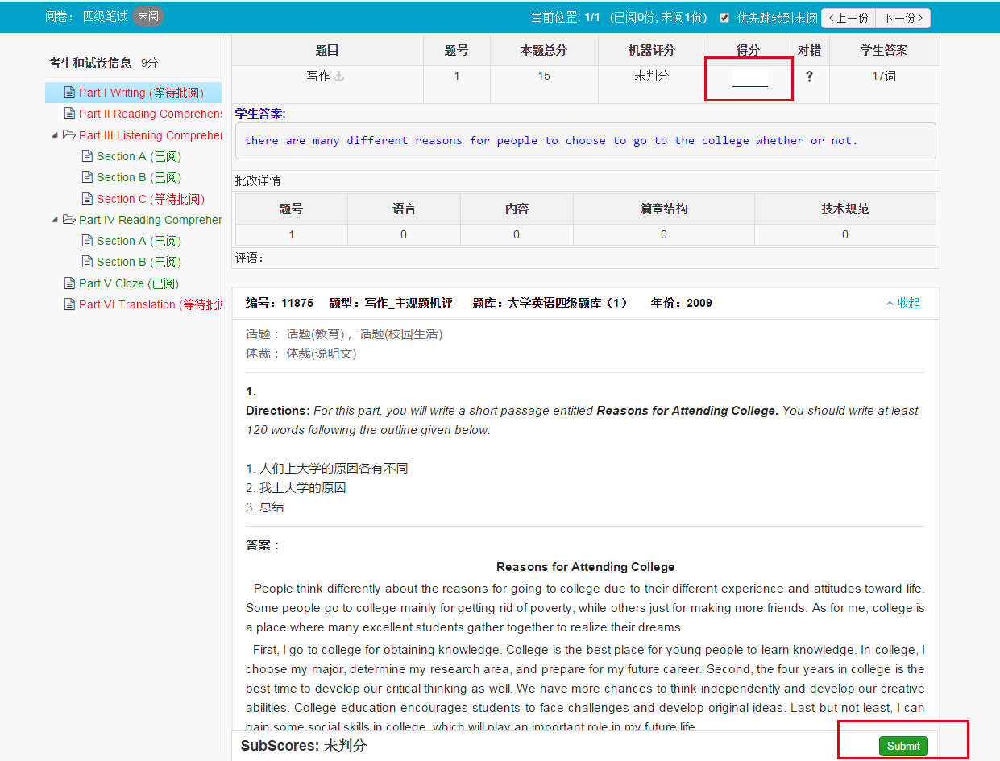 阅卷： 四级笔试 未阅 当前位置: 1/1 (已阅0份, 未阅1份) 优先跳转到未阅 上一份 下一份
考生和试卷信息 9分
Part I Writing (等待批阅)
Part II Reading Comprehens
Part III Listening Comprehen
Section A (已阅)
Section B (已阅)
Section C (等待批阅)
Part IV Reading Comprehen
Section A (已阅)
Section B (已阅)
Part V Cloze (已阅)
Part VI Translation (等待批阅
题目 题号 本题总分 机器评分 得分 对错 学生答案
写作 1 15 未判分 ? 17词
学生答案:
there are many different reasons for people to choose to go to the college whether or not.
批改详情
题号 语言 内容 篇章结构 技术规范
1 0 0 0 0
评语：
编号：11875 题型：写作_主观题机评 题库：大学英语四级题库（1） 年份：2009 收起
话题： 话题(教育) ，话题(校园生活)
体裁： 体裁(说明文)
1.
Directions: For this part, you will write a short passage entitled Reasons for Attending College. You should write at least
120 words following the outline given below.
1. 人们上大学的原因各有不同
2. 我上大学的原因
3. 总结
答案：
Reasons for Attending College
People think differently about the reasons for going to college due to their different experience and attitudes toward life.
Some people go to college mainly for getting rid of poverty, while others just for making more friends. As for me, college is
a place where many excellent students gather together to realize their dreams.
First, I go to college for obtaining knowledge. College is the best place for young people to learn knowledge. In college, I
choose my major, determine my research area, and prepare for my future career. Second, the four years in college is the
best time to develop our critical thinking as well. We have more chances to think independently and develop our creative
abilities. College education encourages students to face challenges and develop original ideas. Last but not least, I can
gain some social skills in college, which will play an important role in my future life.
SubScores: 未判分 Submit